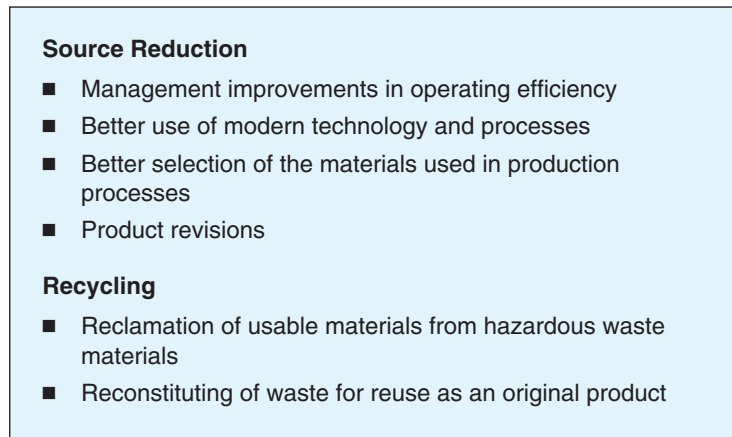 Source Reduction
■ Management improvements in operating efficiency
■ Better use of modern technology and processes
■ Better selection of the materials used in production
processes
■ Product revisions
Recycling
■ Reclamation of usable materials from hazardous waste
materials
■ Reconstituting of waste for reuse as an original product